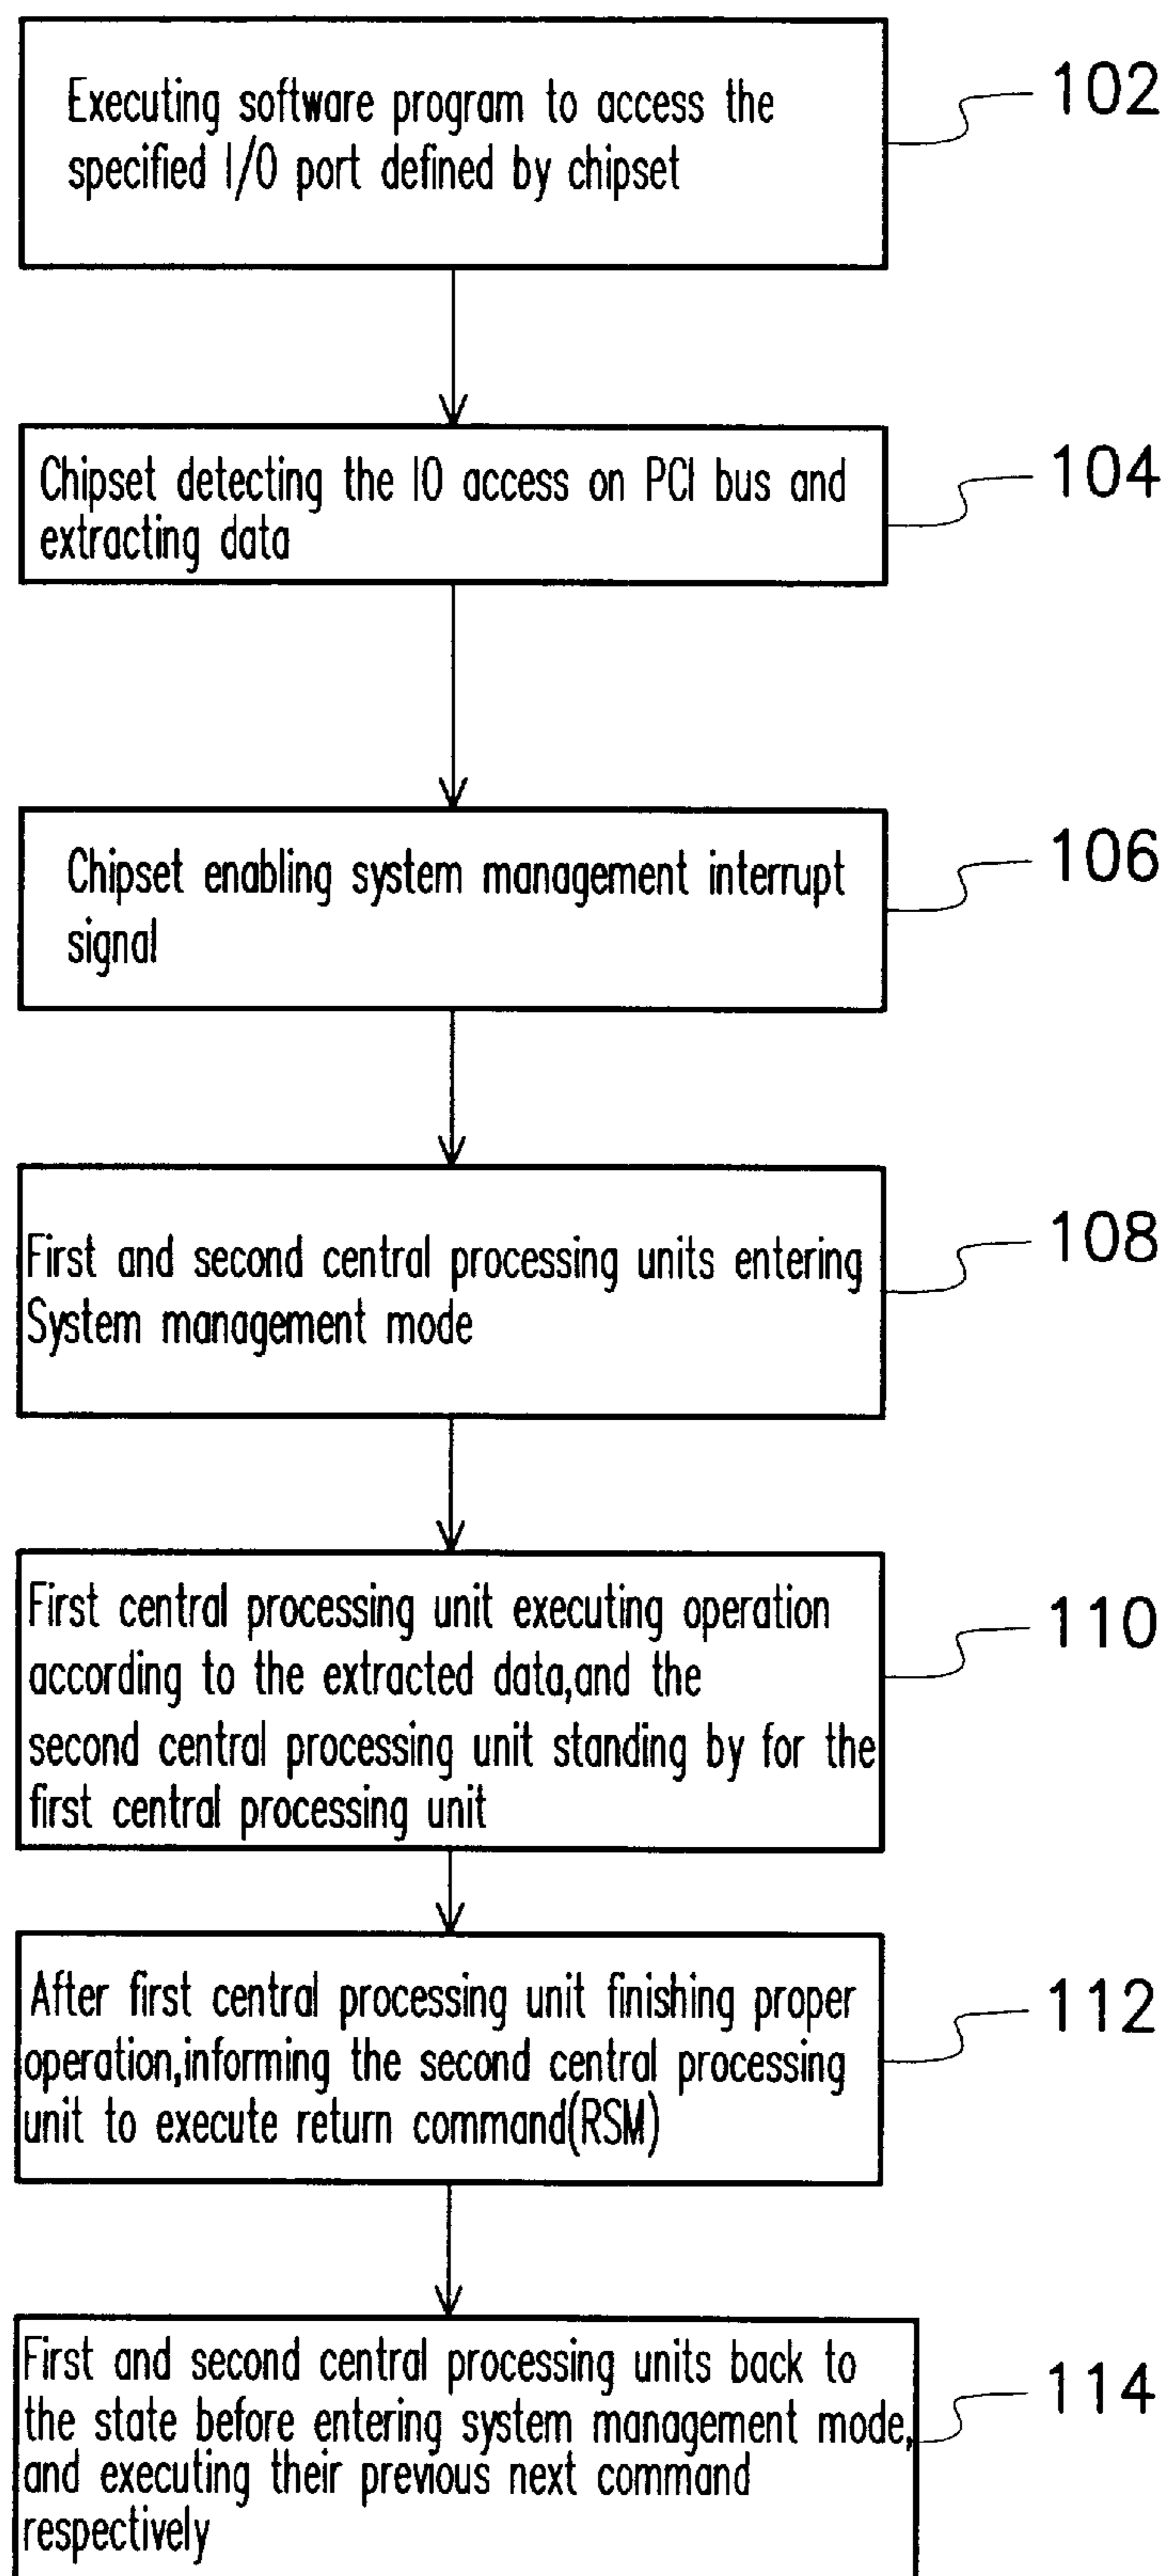 Executing software program to access the
specified I/O port defined by chipset
102
Chipset detecting the IO access on PCI bus and
extracting data
104
Chipset enabling system management interrupt
signal
106
First and second central processing units entering
System management mode
108
First central processing unit executing operation
according to the extracted data,and the
second central processing unit standing by for the
first central processing unit
110
After first central processing unit finishing proper
operation,informing the second central processing
unit to execute return command(RSM)
112
First and second central processing units back to
the state before entering system management mode,
and executing their previous next command
respectively
114